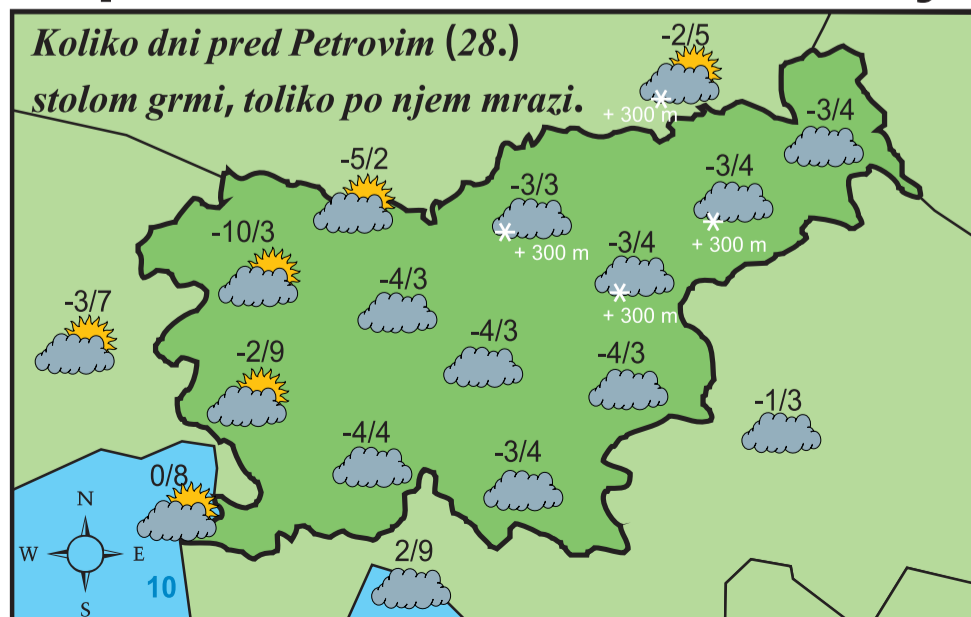 Koliko dni pred Petrovim (28.)
stolom grmi, toliko po njem mrazi.
-2/5
+ 300 m
-3/4
-5/2
-3/3
+ 300 m
-3/4
+ 300 m
-10/3
-3/4
+ 300 m
-4/3
-3/7
-4/3
-2/9
-4/3
-1/3
-4/4
-3/4
0/8
N
W
E
S
10
2/9